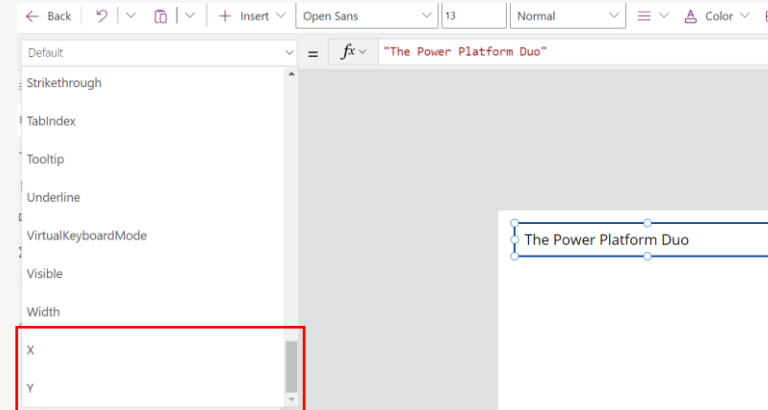 Back Insert Open Sans 13 Normal Color
Default = fx "The Power Platform Duo"
Strikethrough
TabIndex
Tooltip
Underline
VirtualKeyboardMode
The Power Platform Duo
Visible
Width
X
Y